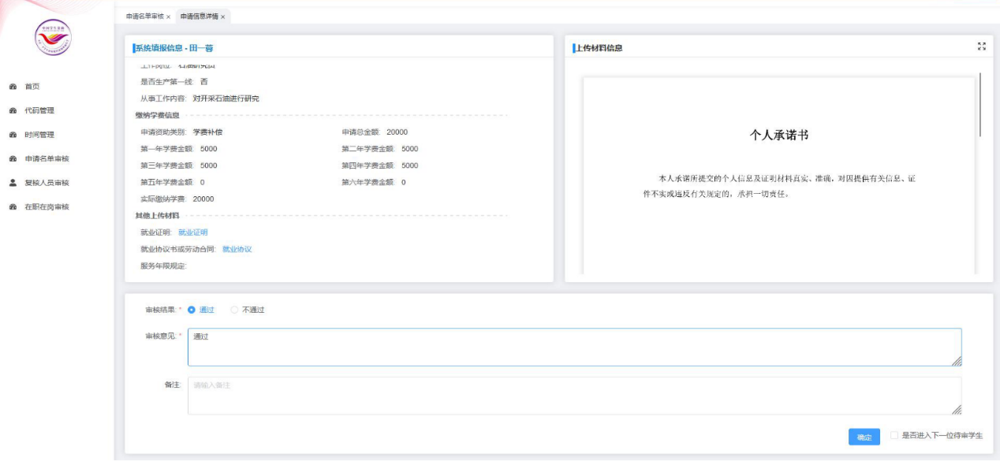 中国学生资助
首页
代码管理
时间管理
申请名单审核
复核人员审核
在职在岗审核
申请名单审核 ×
申请信息详情 ×
系统填报信息 - 田一蓉
工作岗位: 石油研究员
是否生产第一线: 否
从事工作内容: 对开采石油进行研究
缴纳学费信息
申请资助类别: 学费补偿 申请总金额: 20000
第一年学费金额: 5000 第二年学费金额: 5000
第三年学费金额: 5000 第四年学费金额: 5000
第五年学费金额: 0 第六年学费金额: 0
实际缴纳学费: 20000
其他上传材料
就业证明: 就业证明
就业协议书或劳动合同: 就业协议
服务年限规定:
上传材料信息
个人承诺书
本人承诺所提交的个人信息及证明材料真实、准确，对因提供有关信息、证
件不实或违反有关规定的，承担一切责任。
审核结果: * 通过 不通过
审核意见: * 通过
备注: 请输入备注
确定 是否进入下一位待审学生